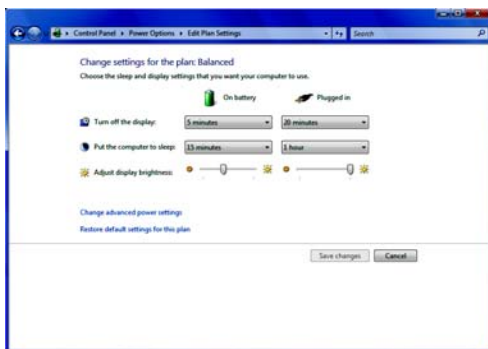 Control Panel ▸ Power Options ▸ Edit Plan Settings
Search
Change settings for the plan: Balanced
Choose the sleep and display settings that you want your computer to use.
On battery Plugged in
Turn off the display: 5 minutes 20 minutes
Put the computer to sleep: 15 minutes 1 hour
Adjust display brightness:
Change advanced power settings
Restore default settings for this plan
Save changes Cancel